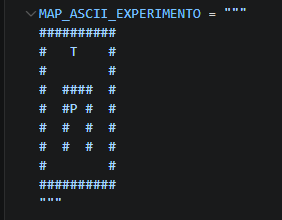 MAP_ASCII_EXPERIMENTO = """
##########
#   T    #
#        #
#  ####  #
#  #P #  #
#  #  #  #
#  #  #  #
#        #
##########
"""